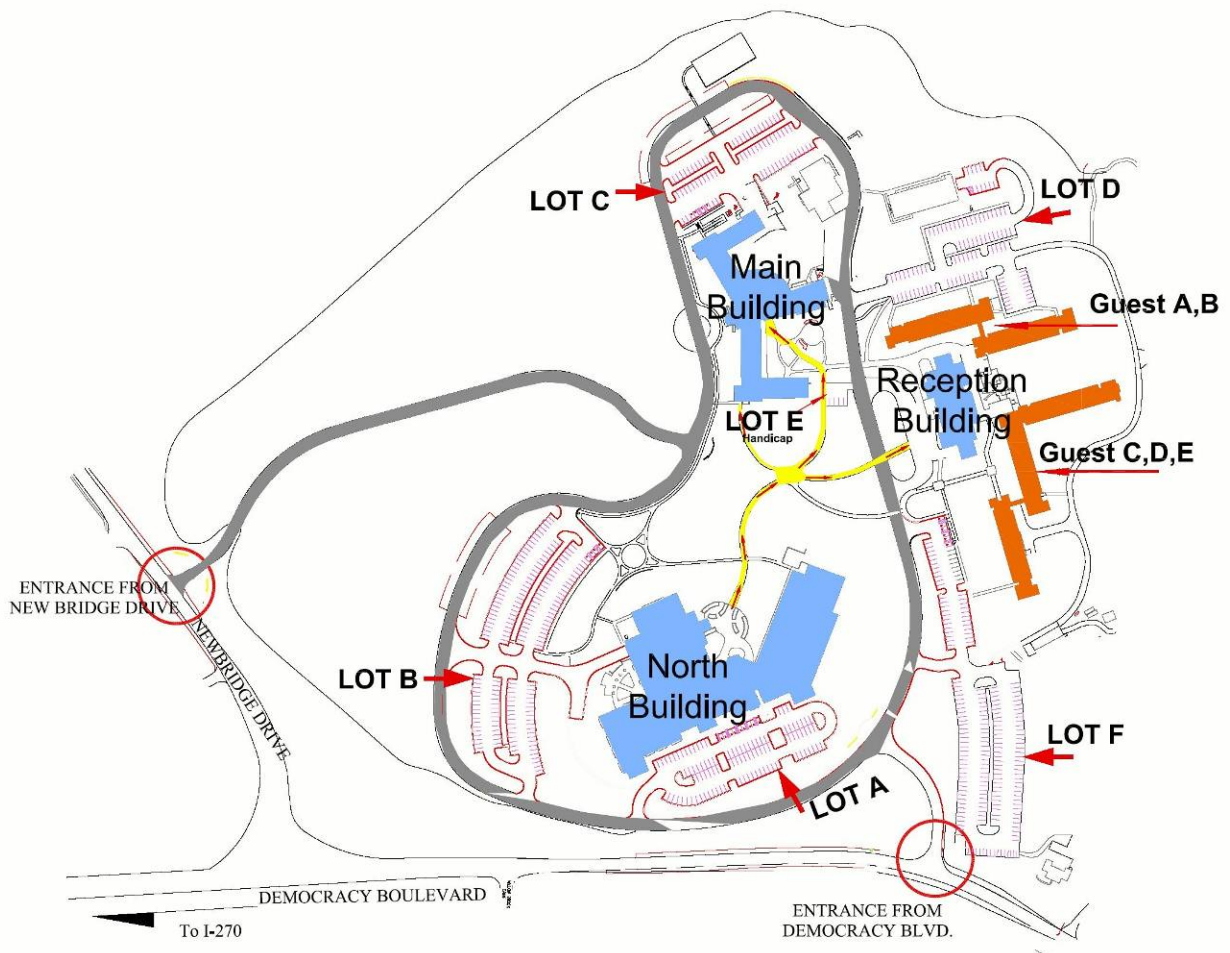 LOT C
LOT D
Main
Building
Guest A,B
Reception
Building
LOT E
Handicap
Guest C,D,E
ENTRANCE FROM
NEW BRIDGE DRIVE
NEWBRIDGE DRIVE
LOT B
North
Building
LOT F
LOT A
DEMOCRACY BOULEVARD
To I-270
ENTRANCE FROM
DEMOCRACY BLVD.